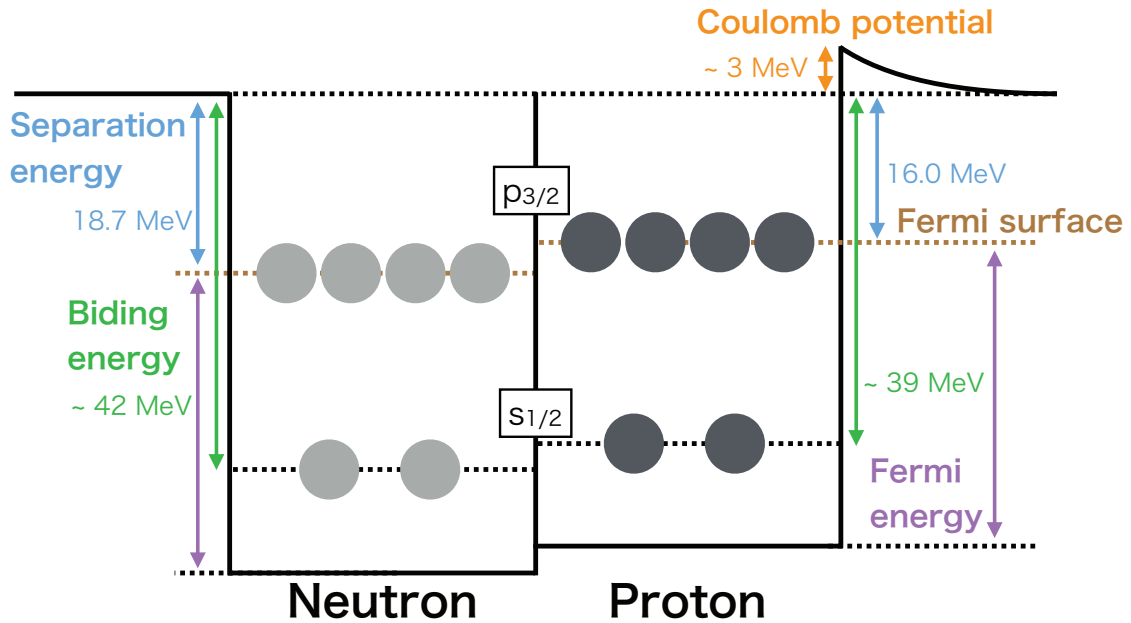 Coulomb potential
~ 3 MeV
Separation
energy
18.7 MeV
p3/2
16.0 MeV
Fermi surface
Biding
energy
~ 42 MeV
~ 39 MeV
s1/2
Fermi
energy
Neutron
Proton